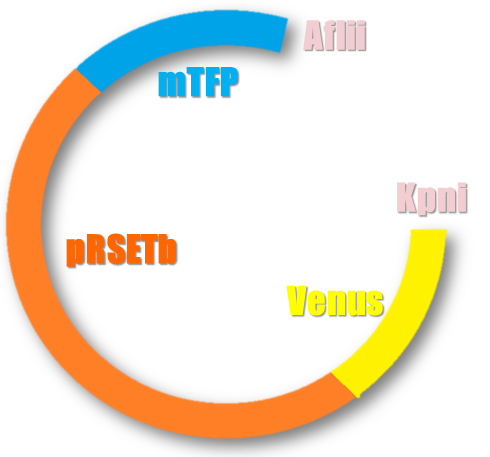 Aflii
mTFP
Kpni
pRSETb
Venus